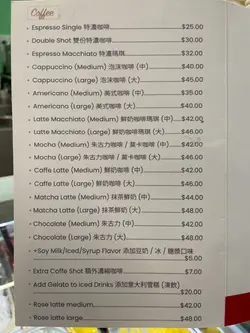 Coffee
Espresso Single 特濃咖啡 $25.00
Double Shot 雙份特濃咖啡 $30.00
Espresso Macchiato 特濃瑪琪 $32.00
Cappuccino (Medium) 泡沫咖啡 (中) $40.00
Cappuccino (Large) 泡沫咖啡 (大) $45.00
Americano (Medium) 美式咖啡 (中) $35.00
Americano (Large) 美式咖啡 (大) $40.00
Latte Macchiato (Medium) 鮮奶咖啡瑪琪 (中) $42.00
Latte Macchiato (Large) 鮮奶咖啡瑪琪 (大) $46.00
Mocha (Medium) 朱古力咖啡 / 莫卡咖啡 (中) $42.00
Mocha (Large) 朱古力咖啡 / 莫卡咖啡 (大) $46.00
Caffe Latte (Medium) 鮮奶咖啡 (中) $42.00
Caffe Latte (Large) 鮮奶咖啡 (大) $46.00
Matcha Latte (Medium) 抹茶鮮奶 (中) $44.00
Matcha Latte (Large) 抹茶鮮奶 (大) $48.00
Chocolate (Medium) 朱古力 (中) $42.00
Chocolate (Large) 朱古力 (大) $48.00
+Soy Milk/Iced/Syrup Flavor 添加豆奶 / 冰 / 糖漿口味
$5.00
Extra Coffe Shot 額外濃縮咖啡 $7.00
Add Gelato to Iced Drinks 添加意大利雪糕 (凍飲)
$20.00
Rose latte medium $42.00
Rose latte large $48.00